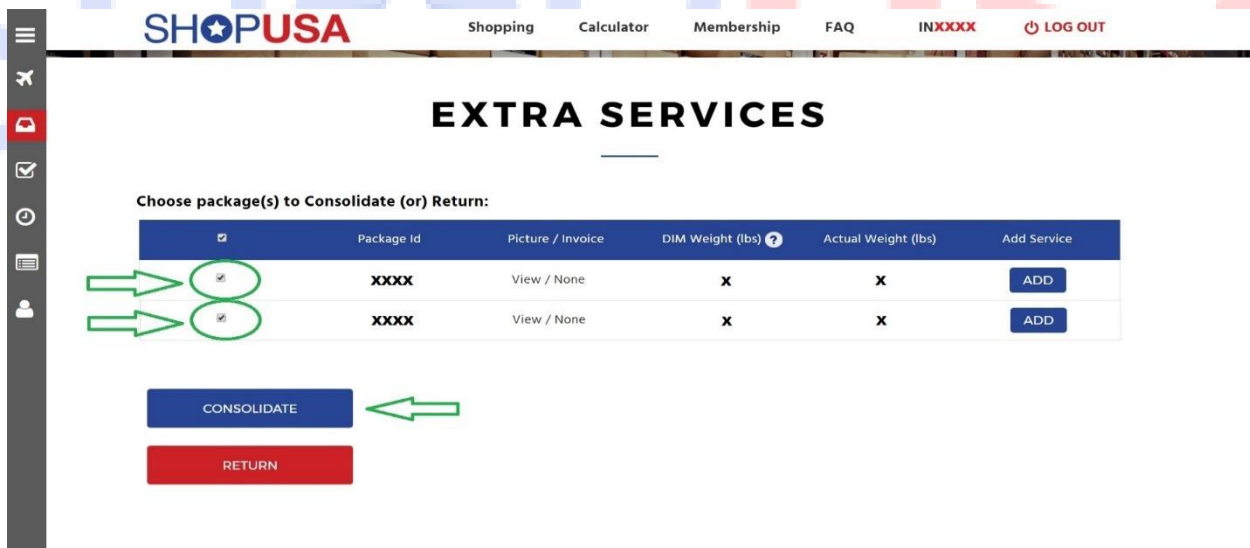 SHOPUSA Shopping Calculator Membership FAQ INXXXX LOG OUT
EXTRA SERVICES
Choose package(s) to Consolidate (or) Return:
Package Id Picture / Invoice DIM Weight (lbs) ? Actual Weight (lbs) Add Service
XXXX View / None X X ADD
XXXX View / None X X ADD
CONSOLIDATE
RETURN